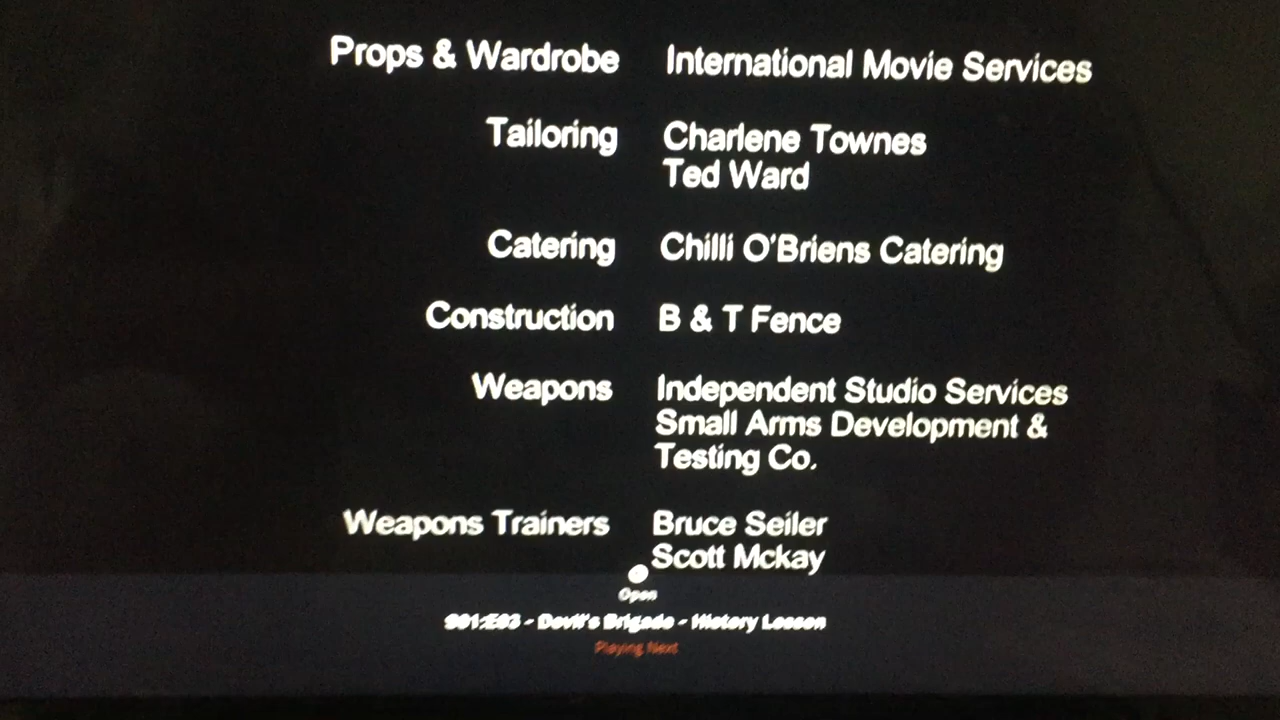 Props & Wardrobe International Movie Services
Tailoring Charlene Townes
Ted Ward
Catering Chilli O'Briens Catering
Construction B & T Fence
Weapons Independent Studio Services
Small Arms Development &
Testing Co.
Weapons Trainers Bruce Seiler
Scott Mckay
Open
S01:E03 - Devil's Brigade - History Lesson
Playing Next